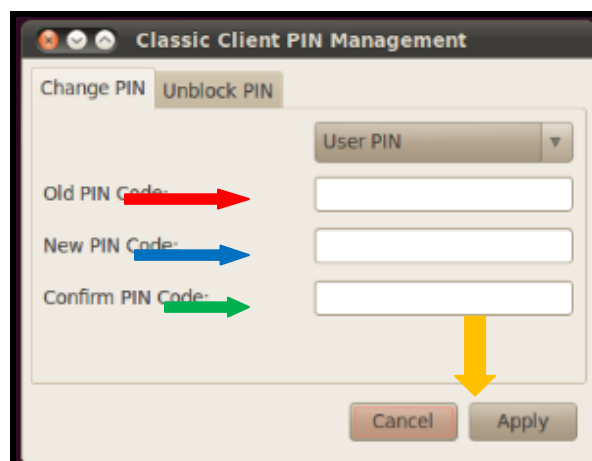 Classic Client PIN Management
Change PIN Unblock PIN
User PIN
Old PIN Code:
New PIN Code:
Confirm PIN Code:
Cancel Apply